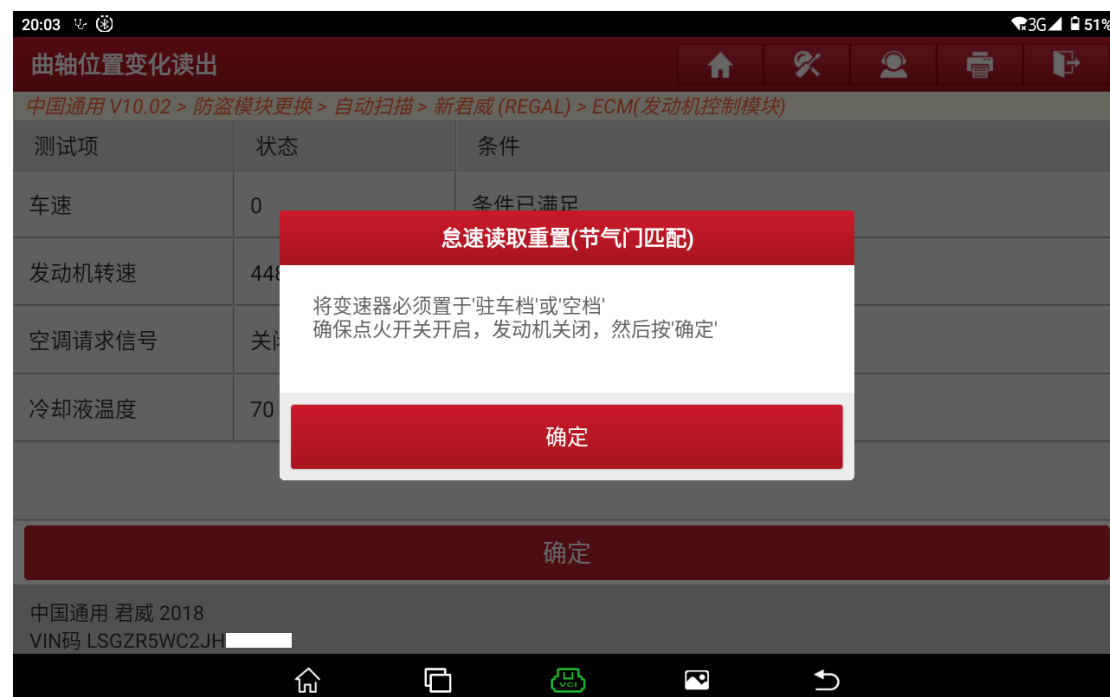 20:03 3G 51%
曲轴位置变化读出
中国通用 V10.02 > 防盗模块更换 > 自动扫描 > 新君威 (REGAL) > ECM(发动机控制模块)
测试项 状态 条件
车速 0 条件已满足
怠速读取重置(节气门匹配)
发动机转速 448
将变速器必须置于'驻车档'或'空档'
确保点火开关开启，发动机关闭，然后按'确定'
空调请求信号 关闭
冷却液温度 70
确定
确定
中国通用 君威 2018
VIN码 LSGZR5WC2JH
VCI